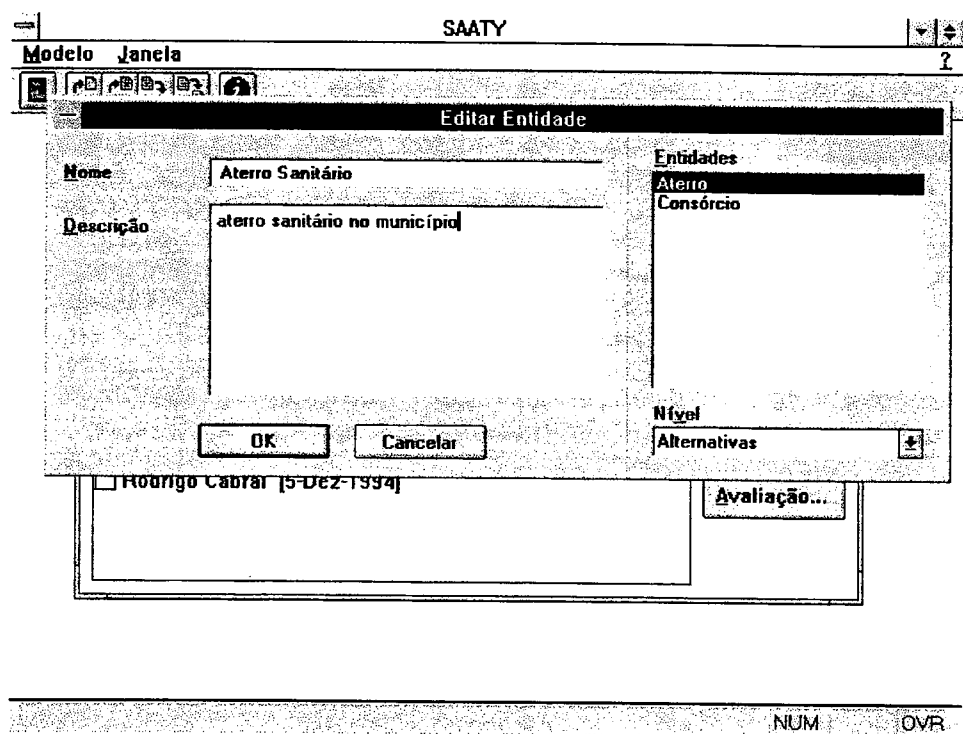 SAATY
Modelo Janela ?
Editar Entidade
Nome Aterro Sanitário
Descrição aterro sanitário no município
Entidades
Aterro
Consórcio
Nível
Alternativas
OK Cancelar
Rodrigo Cabral [5-Dez-1994]
Avaliação...
NUM OVR